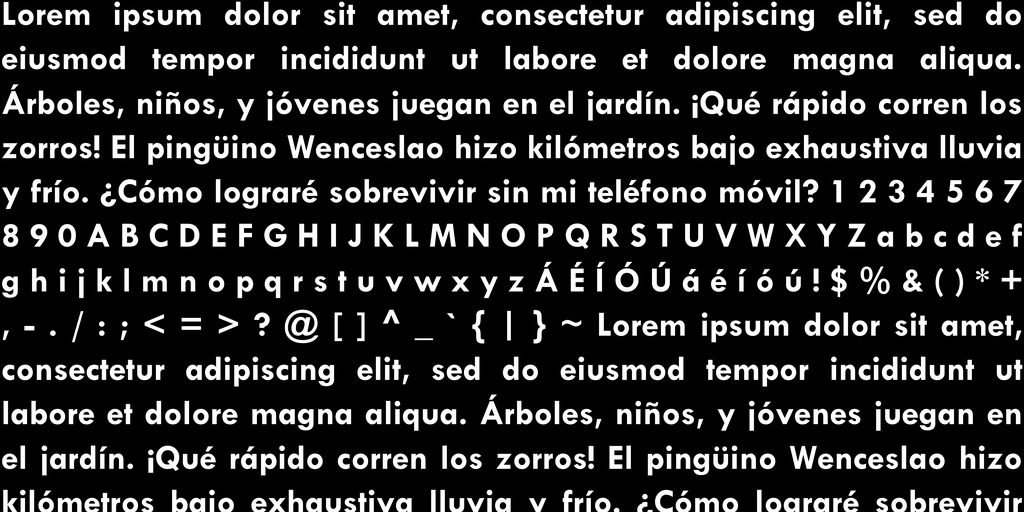 Lorem ipsum dolor sit amet, consectetur adipiscing elit, sed do
eiusmod tempor incididunt ut labore et dolore magna aliqua.
Árboles, niños, y jóvenes juegan en el jardín. ¡Qué rápido corren los
zorros! El pingüino Wenceslao hizo kilómetros bajo exhaustiva lluvia
y frío. ¿Cómo lograré sobrevivir sin mi teléfono móvil? 1 2 3 4 5 6 7
8 9 0 A B C D E F G H I J K L M N O P Q R S T U V W X Y Z a b c d e f
g h i j k l m n o p q r s t u v w x y z Á É Í Ó Ú á é í ó ú ! $ % & ( ) * +
, - . / : ; < = > ? @ [ ] ^ _ ` { | } ~ Lorem ipsum dolor sit amet,
consectetur adipiscing elit, sed do eiusmod tempor incididunt ut
labore et dolore magna aliqua. Árboles, niños, y jóvenes juegan en
el jardín. ¡Qué rápido corren los zorros! El pingüino Wenceslao hizo
kilómetros bajo exhaustiva lluvia y frío. ¿Cómo lograré sobrevivir